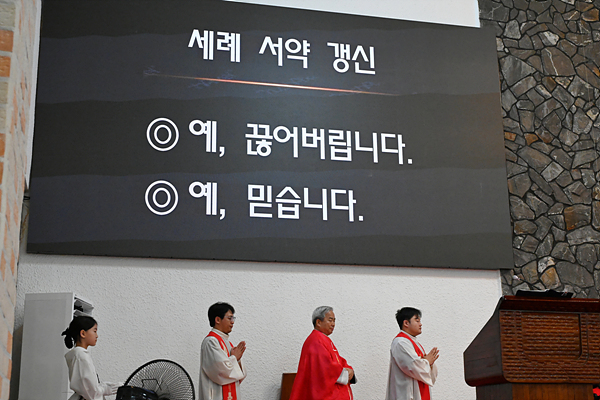 세례 서약 갱신
◎ 예, 끊어버립니다.
◎ 예, 믿습니다.